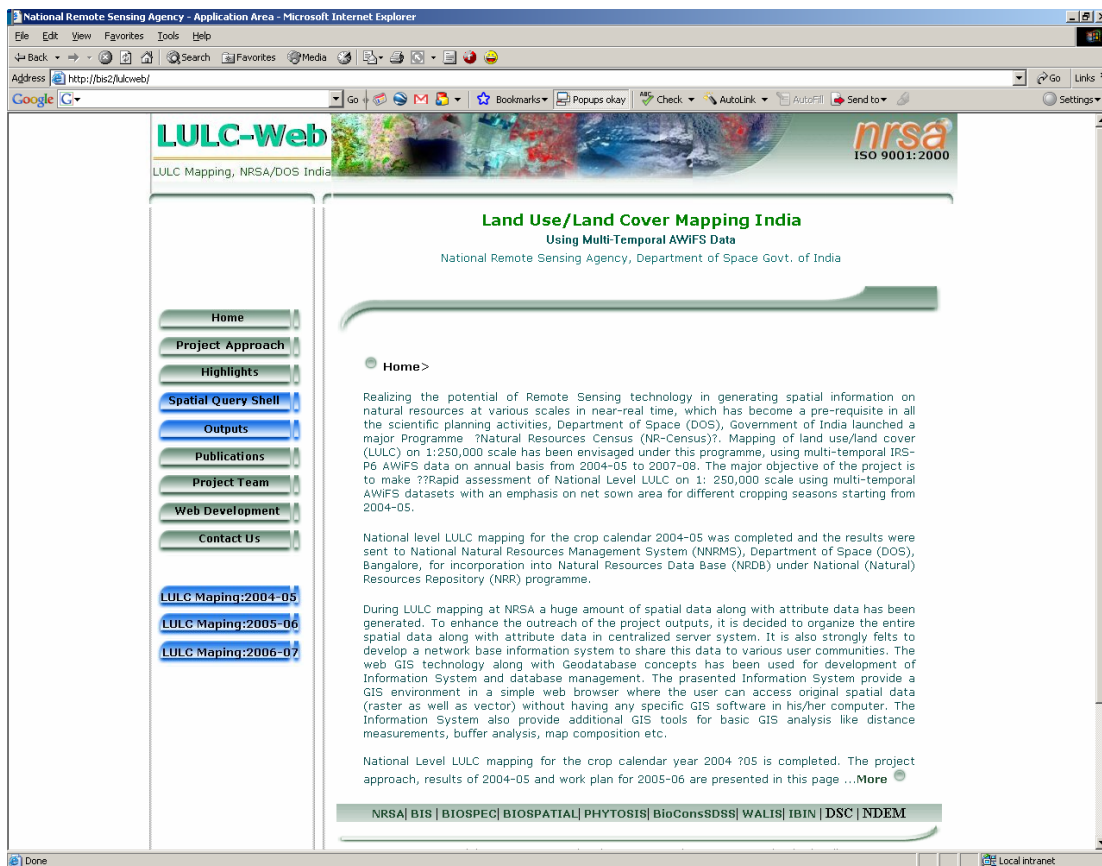 National Remote Sensing Agency - Application Area - Microsoft Internet Explorer
File Edit View Favorites Tools Help
Back Search Favorites Media
Address http://bis2/lulcweb/ Go Links
Google G Go Bookmarks Popups okay ABC Check AutoLink AutoFill Send to Settings
LULC-Web
LULC Mapping, NRSA/DOS India
nrsa
ISO 9001:2000
Land Use/Land Cover Mapping India
Using Multi-Temporal AWiFS Data
National Remote Sensing Agency, Department of Space Govt. of India
Home
Project Approach
Highlights
Spatial Query Shell
Outputs
Publications
Project Team
Web Development
Contact Us
LULC Maping:2004-05
LULC Maping:2005-06
LULC Maping:2006-07
Home>
Realizing the potential of Remote Sensing technology in generating spatial information on
natural resources at various scales in near-real time, which has become a pre-requisite in all
the scientific planning activities, Department of Space (DOS), Government of India launched a
major Programme ?Natural Resources Census (NR-Census)?. Mapping of land use/land cover
(LULC) on 1:250,000 scale has been envisaged under this programme, using multi-temporal IRS-
P6 AWiFS data on annual basis from 2004-05 to 2007-08. The major objective of the project is
to make ??Rapid assessment of National Level LULC on 1: 250,000 scale using multi-temporal
AWiFS datasets with an emphasis on net sown area for different cropping seasons starting from
2004-05.
National level LULC mapping for the crop calendar 2004-05 was completed and the results were
sent to National Natural Resources Management System (NNRMS), Department of Space (DOS),
Bangalore, for incorporation into Natural Resources Data Base (NRDB) under National (Natural)
Resources Repository (NRR) programme.
During LULC mapping at NRSA a huge amount of spatial data along with attribute data has been
generated. To enhance the outreach of the project outputs, it is decided to organize the entire
spatial data along with attribute data in centralized server system. It is also strongly felts to
develop a network base information system to share this data to various user communities. The
web GIS technology along with Geodatabase concepts has been used for development of
Information System and database management. The prasented Information System provide a
GIS environment in a simple web browser where the user can access original spatial data
(raster as well as vector) without having any specific GIS software in his/her computer. The
Information System also provide additional GIS tools for basic GIS analysis like distance
measurements, buffer analysis, map composition etc.
National Level LULC mapping for the crop calendar year 2004 ?05 is completed. The project
approach, results of 2004-05 and work plan for 2005-06 are presented in this page ...More
NRSA| BIS | BIOSPEC| BIOSPATIAL| PHYTOSIS| BioConsSDSS| WALIS| IBIN | DSC | NDEM
Done Local intranet